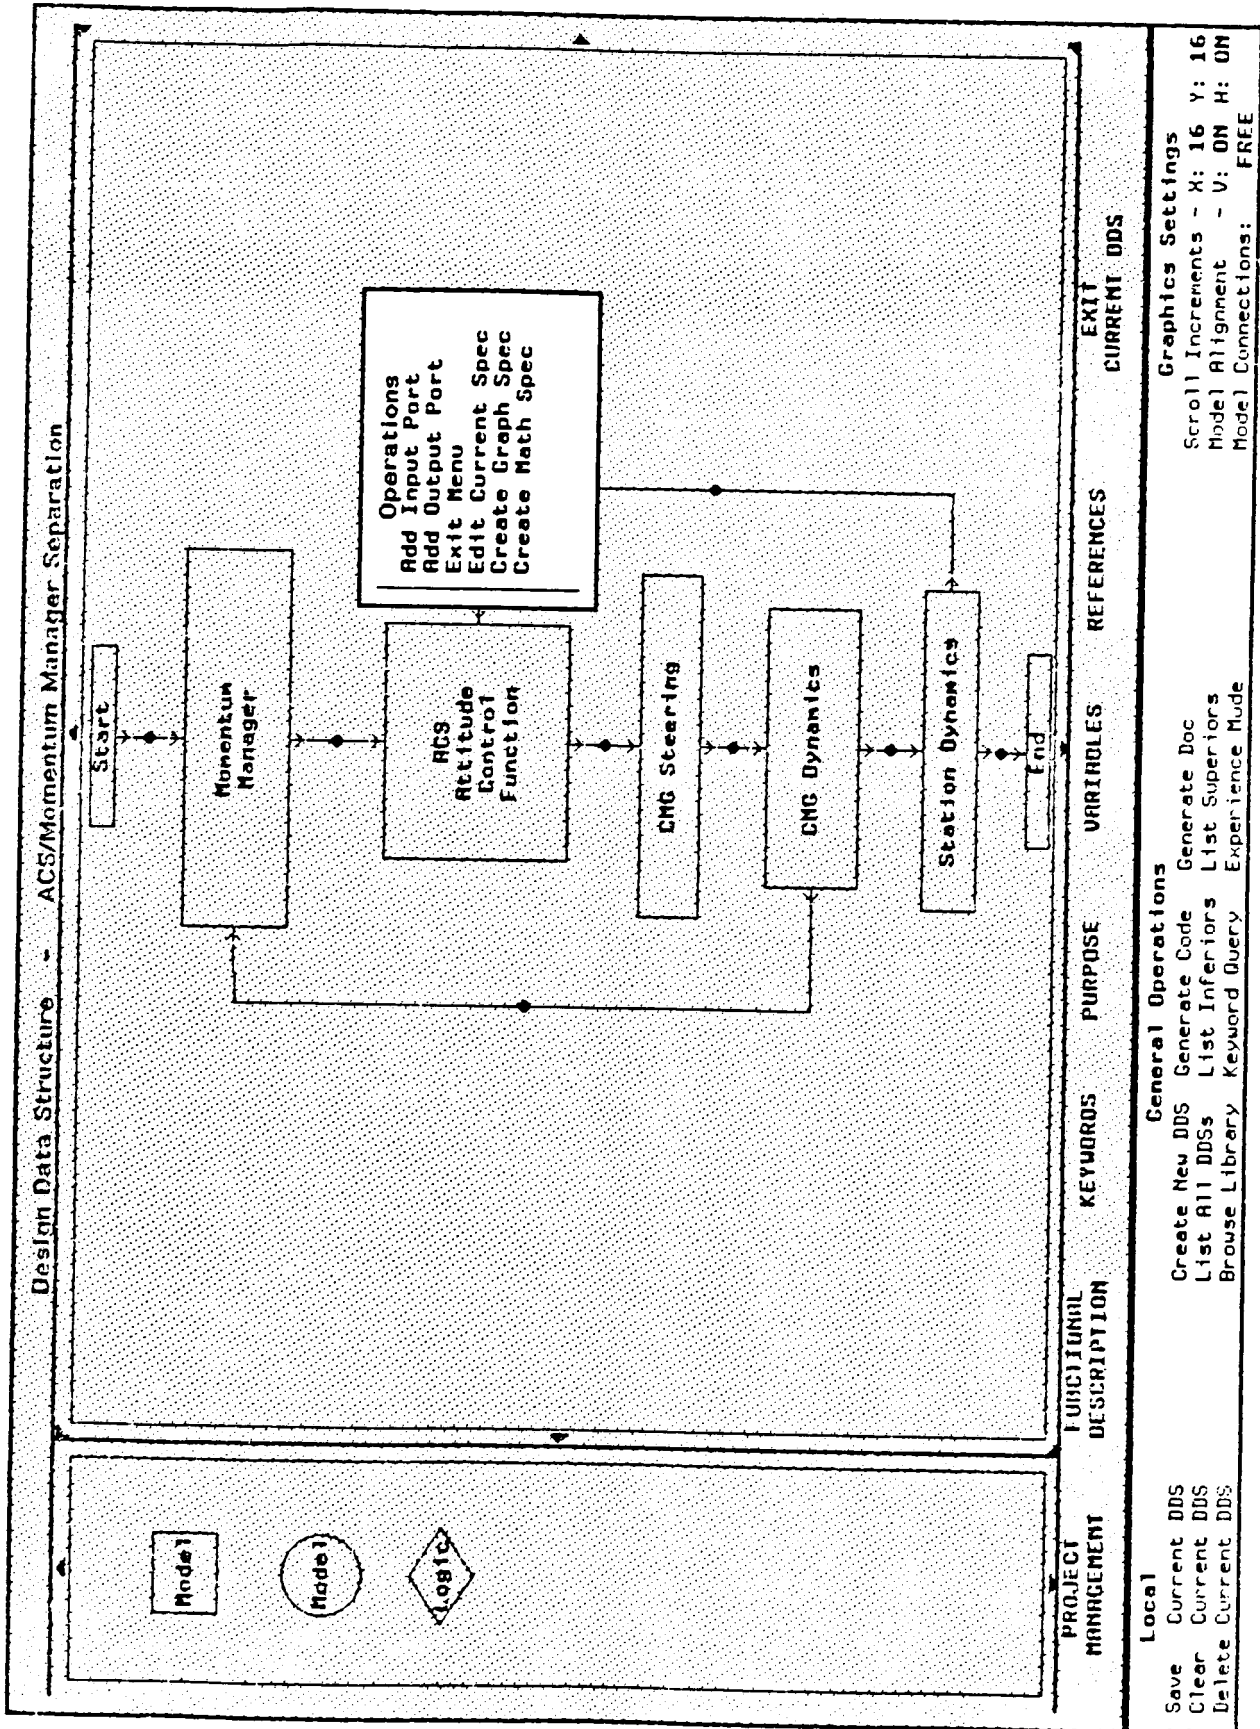 Design Data Structure - ACS/Momentum Manager Separation
Model
Model
Logic
Start
Momentum
Manager
ACS
Attitude
Control
Function
CMG Steering
CMG Dynamics
Station Dynamics
End
Operations
Add Input Port
Add Output Port
Exit Menu
Edit Current Spec
Create Graph Spec
Create Math Spec
PROJECT
MANAGEMENT
FUNCTIONAL
DESCRIPTION
KEYWORDS
PURPOSE
VARIABLES
REFERENCES
EXIT
CURRENT DDS
Local
Save Current DDS
Clear Current DDS
Delete Current DDS
General Operations
Create New DDS Generate Code Generate Doc
List All DDSs List Inferiors List Superiors
Browse Library Keyword Query Experience Mode
Graphics Settings
Scroll Increments - X: 16 Y: 16
Model Alignment - V: ON H: ON
Model Connections: FREE